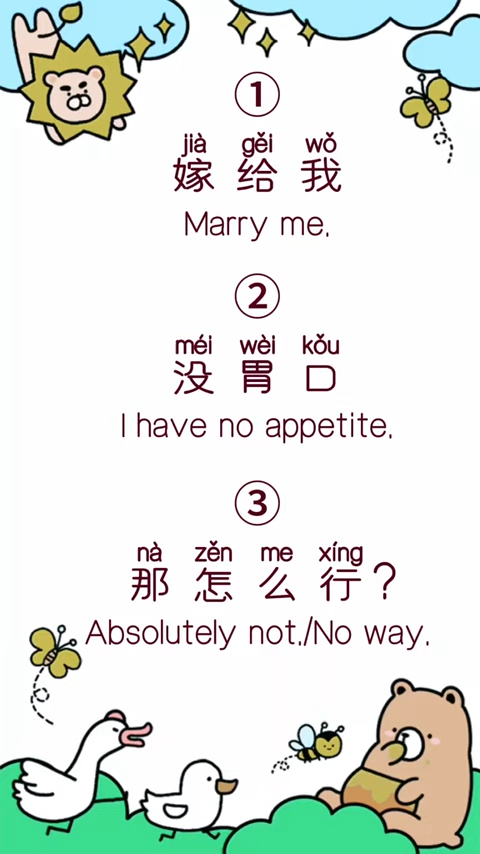 ①
jià gěi wǒ
嫁给我
Marry me.
②
méi wèi kǒu
没胃口
I have no appetite.
③
nà zěn me xíng
那怎么行?
Absolutely not./No way.